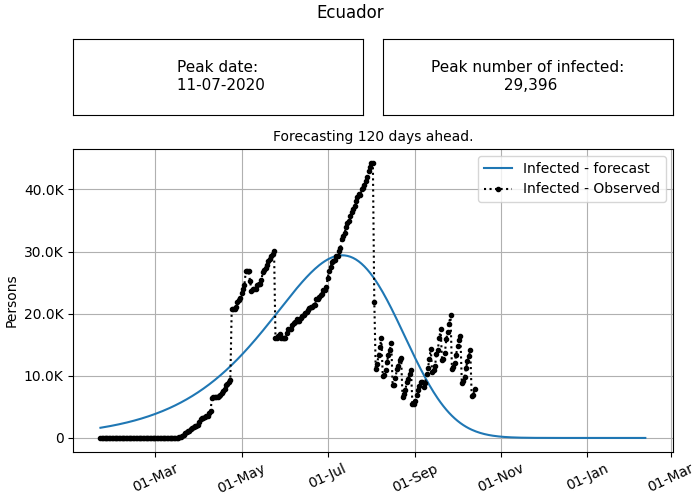 Ecuador
Peak date:
11-07-2020
Peak number of infected:
29,396
Forecasting 120 days ahead.
Infected - forecast
Infected - Observed
40.0K
30.0K
20.0K
10.0K
0
Persons
01-Mar
01-May
01-Jul
01-Sep
01-Nov
01-Jan
01-Mar